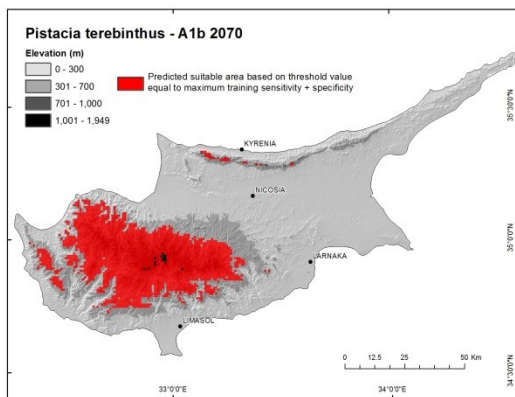 Pistacia terebinthus - A1b 2070
Elevation (m)
0 - 300
301 - 700
701 - 1,000
1,001 - 1,949
Predicted suitable area based on threshold value
equal to maximum training sensitivity + specificity
KYRENIA
NICOSIA
LARNAKA
LIMASOL
35°30'0"N
35°0'0"N
34°30'0"N
0 12.5 25 50 Km
33°0'0"E 34°0'0"E